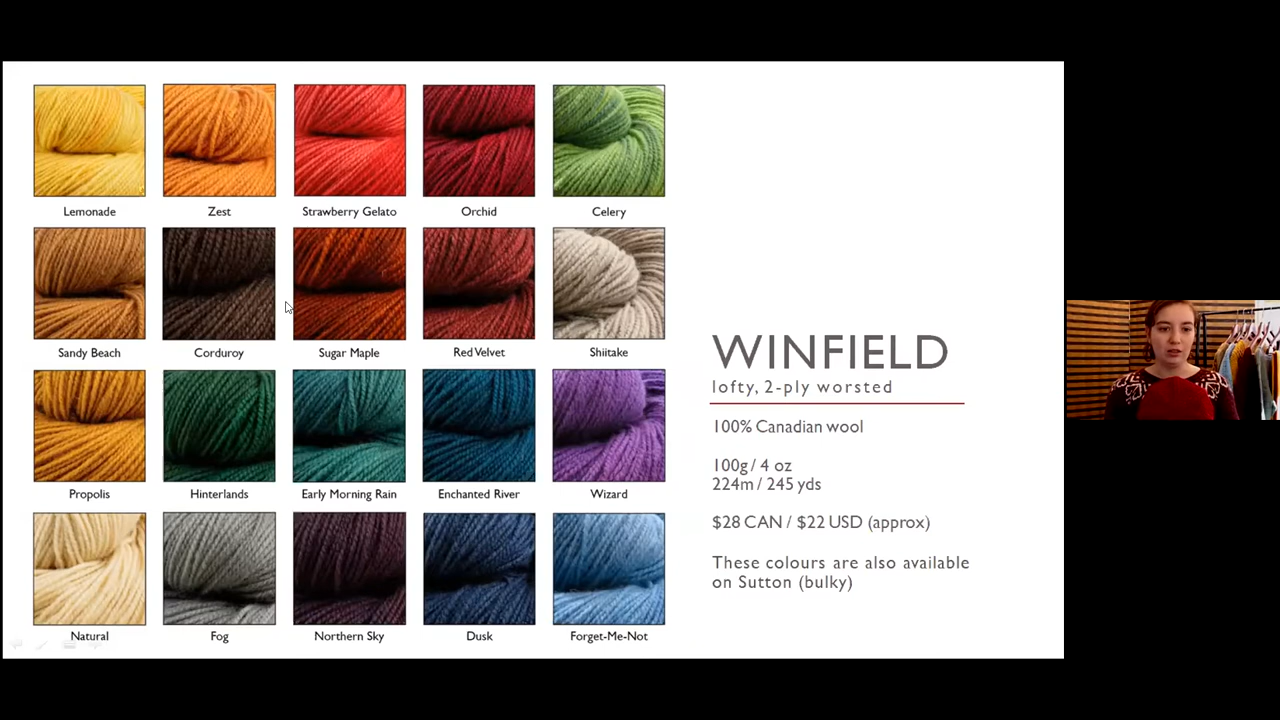 Lemonade
Zest
Strawberry Gelato
Orchid
Celery
Sandy Beach
Corduroy
Sugar Maple
Red Velvet
Shiitake
Propolis
Hinterlands
Early Morning Rain
Enchanted River
Wizard
Natural
Fog
Northern Sky
Dusk
Forget-Me-Not
WINFIELD
lofty, 2-ply worsted
100% Canadian wool
100g / 4 oz
224m / 245 yds
$28 CAN / $22 USD (approx)
These colours are also available
on Sutton (bulky)